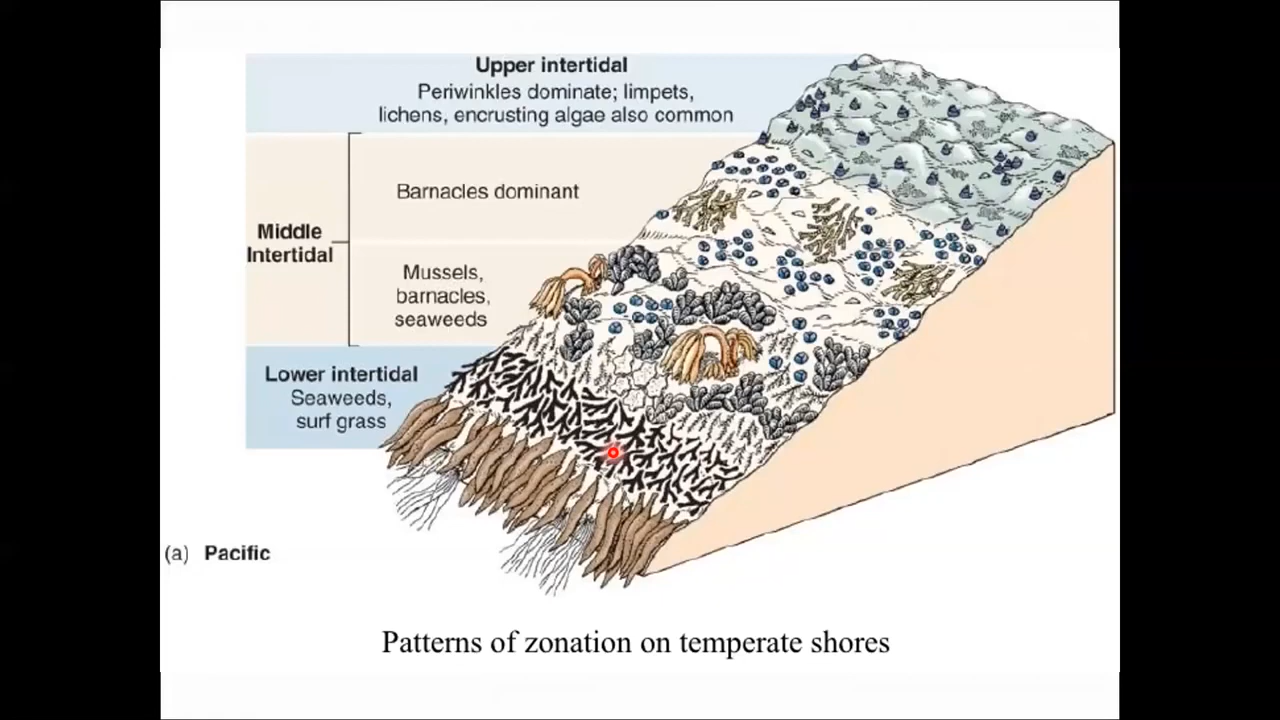 Upper intertidal
Periwinkles dominate; limpets,
lichens, encrusting algae also common
Barnacles dominant
Middle
Intertidal
Mussels,
barnacles,
seaweeds
Lower intertidal
Seaweeds,
surf grass
(a) Pacific
Patterns of zonation on temperate shores